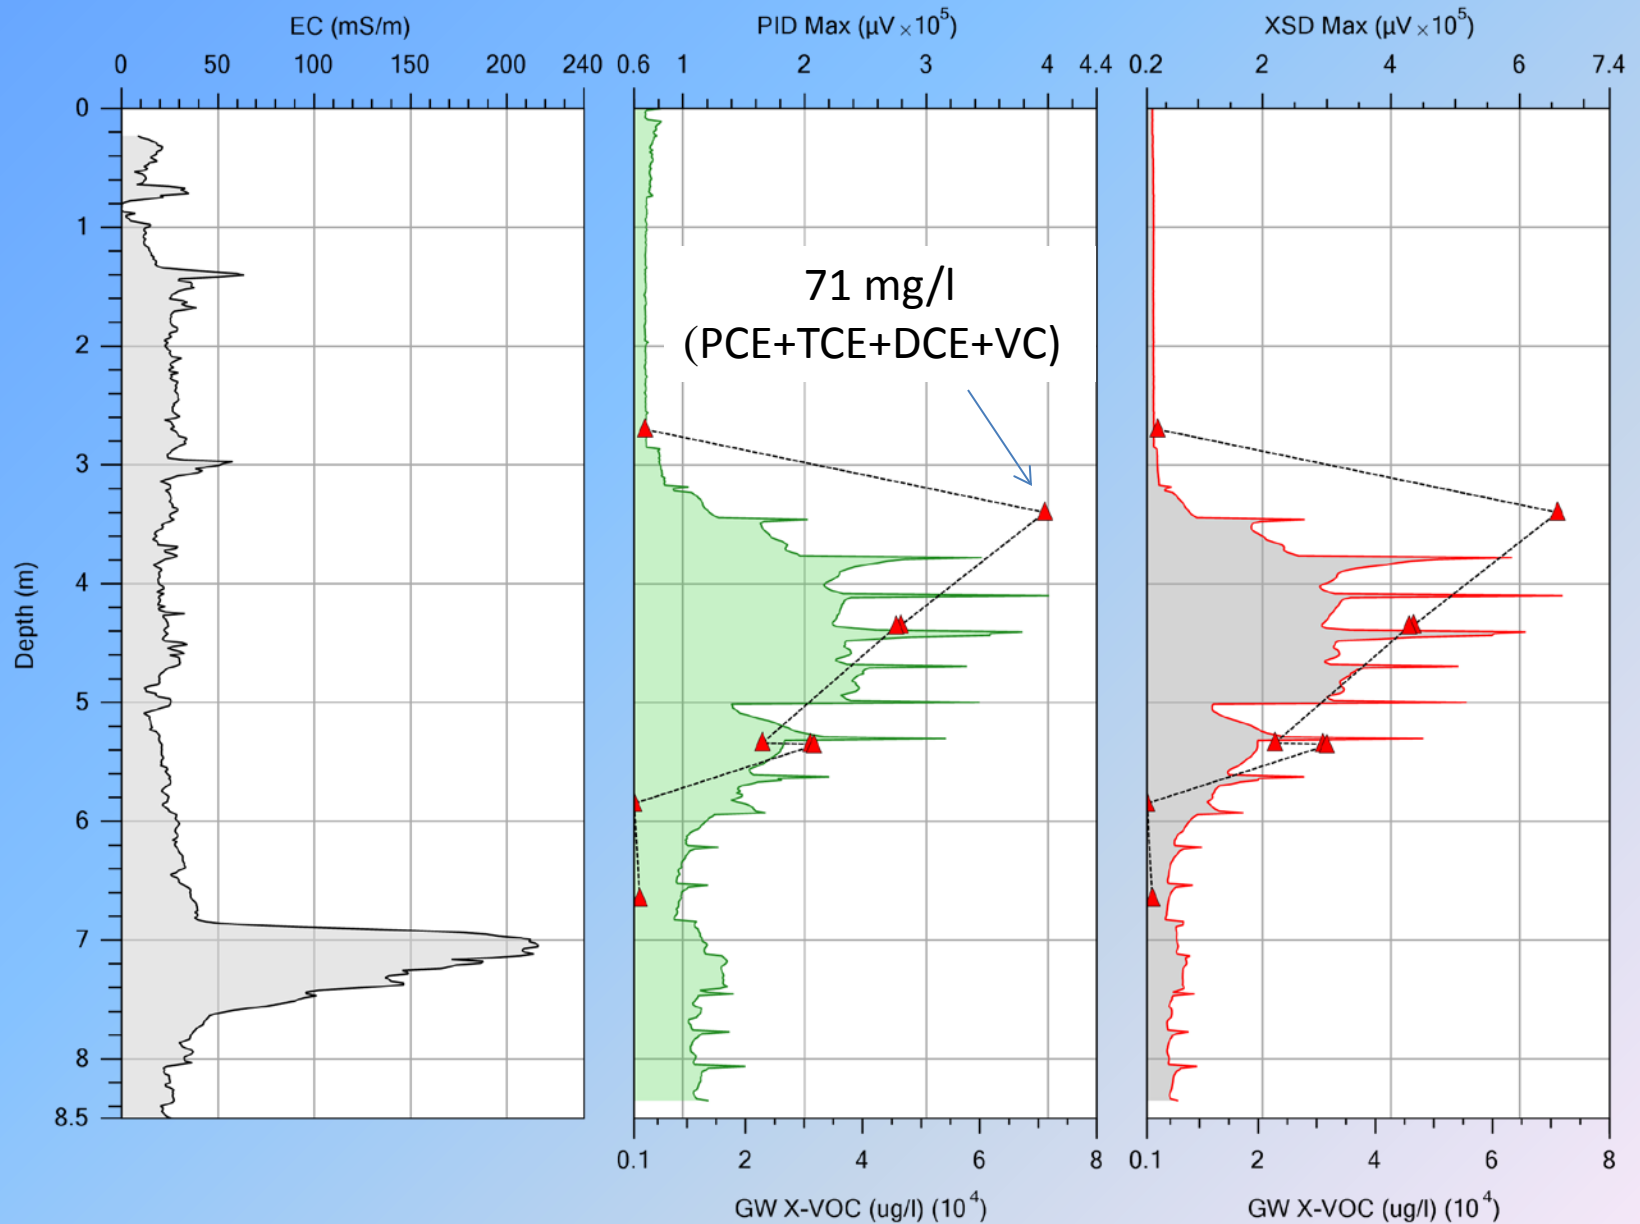 EC (mS/m)
0 50 100 150 200 240
PID Max (µV ×10⁵)
0.6 1 2 3 4 4.4
XSD Max (µV ×10⁵)
0.2 2 4 6 7.4
Depth (m)
0
1
2
3
4
5
6
7
8
8.5
71 mg/l
(PCE+TCE+DCE+VC)
0.1 2 4 6 8
GW X-VOC (ug/l) (10⁴)
0.1 2 4 6 8
GW X-VOC (ug/l) (10⁴)